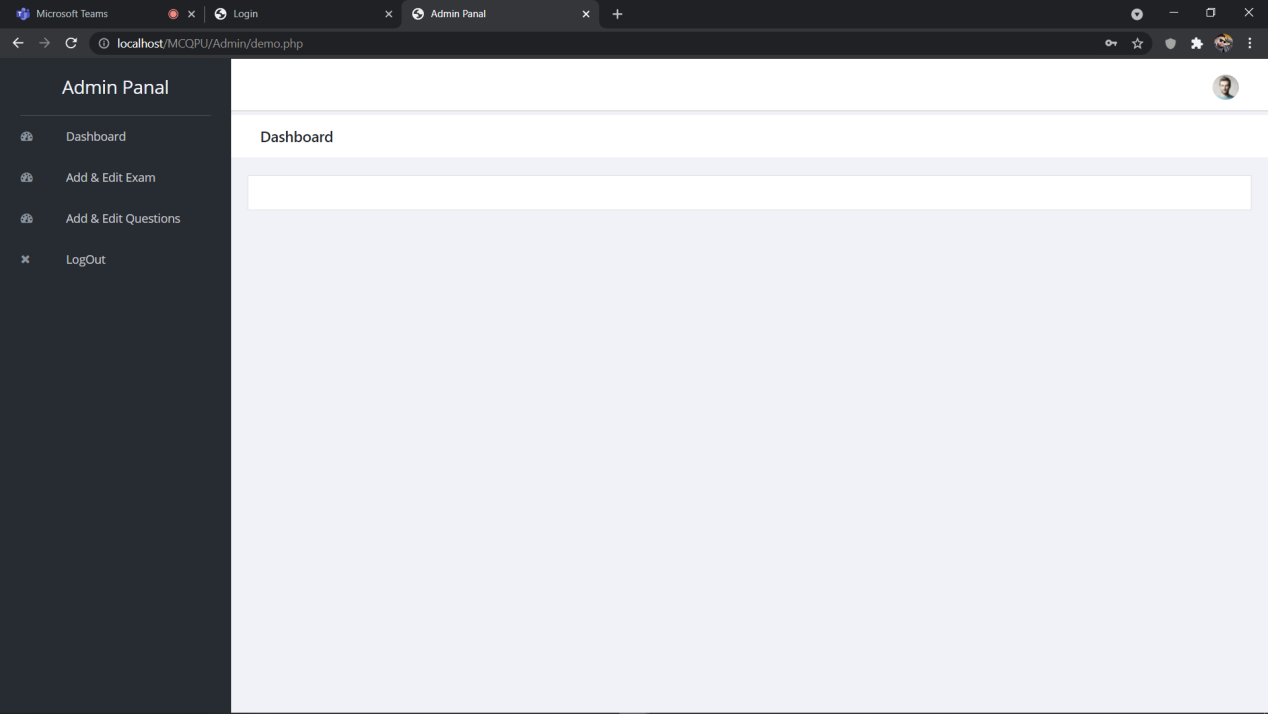 Microsoft Teams
Login
Admin Panal
localhost/MCQPU/Admin/demo.php
Admin Panal
Dashboard
Add & Edit Exam
Add & Edit Questions
LogOut
Dashboard